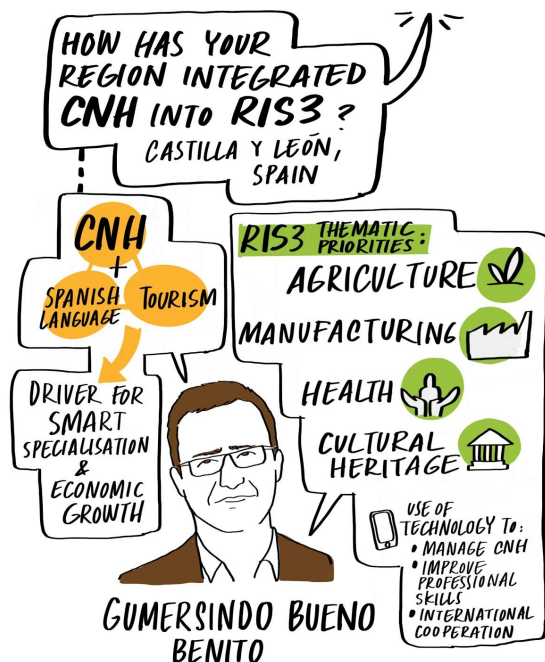 HOW HAS YOUR
REGION INTEGRATED
CNH INTO RIS3?
CASTILLA Y LEÓN,
SPAIN
CNH
+
SPANISH
LANGUAGE
TOURISM
DRIVER FOR
SMART
SPECIALISATION
&
ECONOMIC
GROWTH
RIS3 THEMATIC
PRIORITIES:
AGRICULTURE
MANUFACTURING
HEALTH
CULTURAL
HERITAGE
USE OF
TECHNOLOGY TO:
• MANAGE CNH
• IMPROVE
PROFESSIONAL
SKILLS
• INTERNATIONAL
COOPERATION
GUMERSINDO BUENO
BENITO